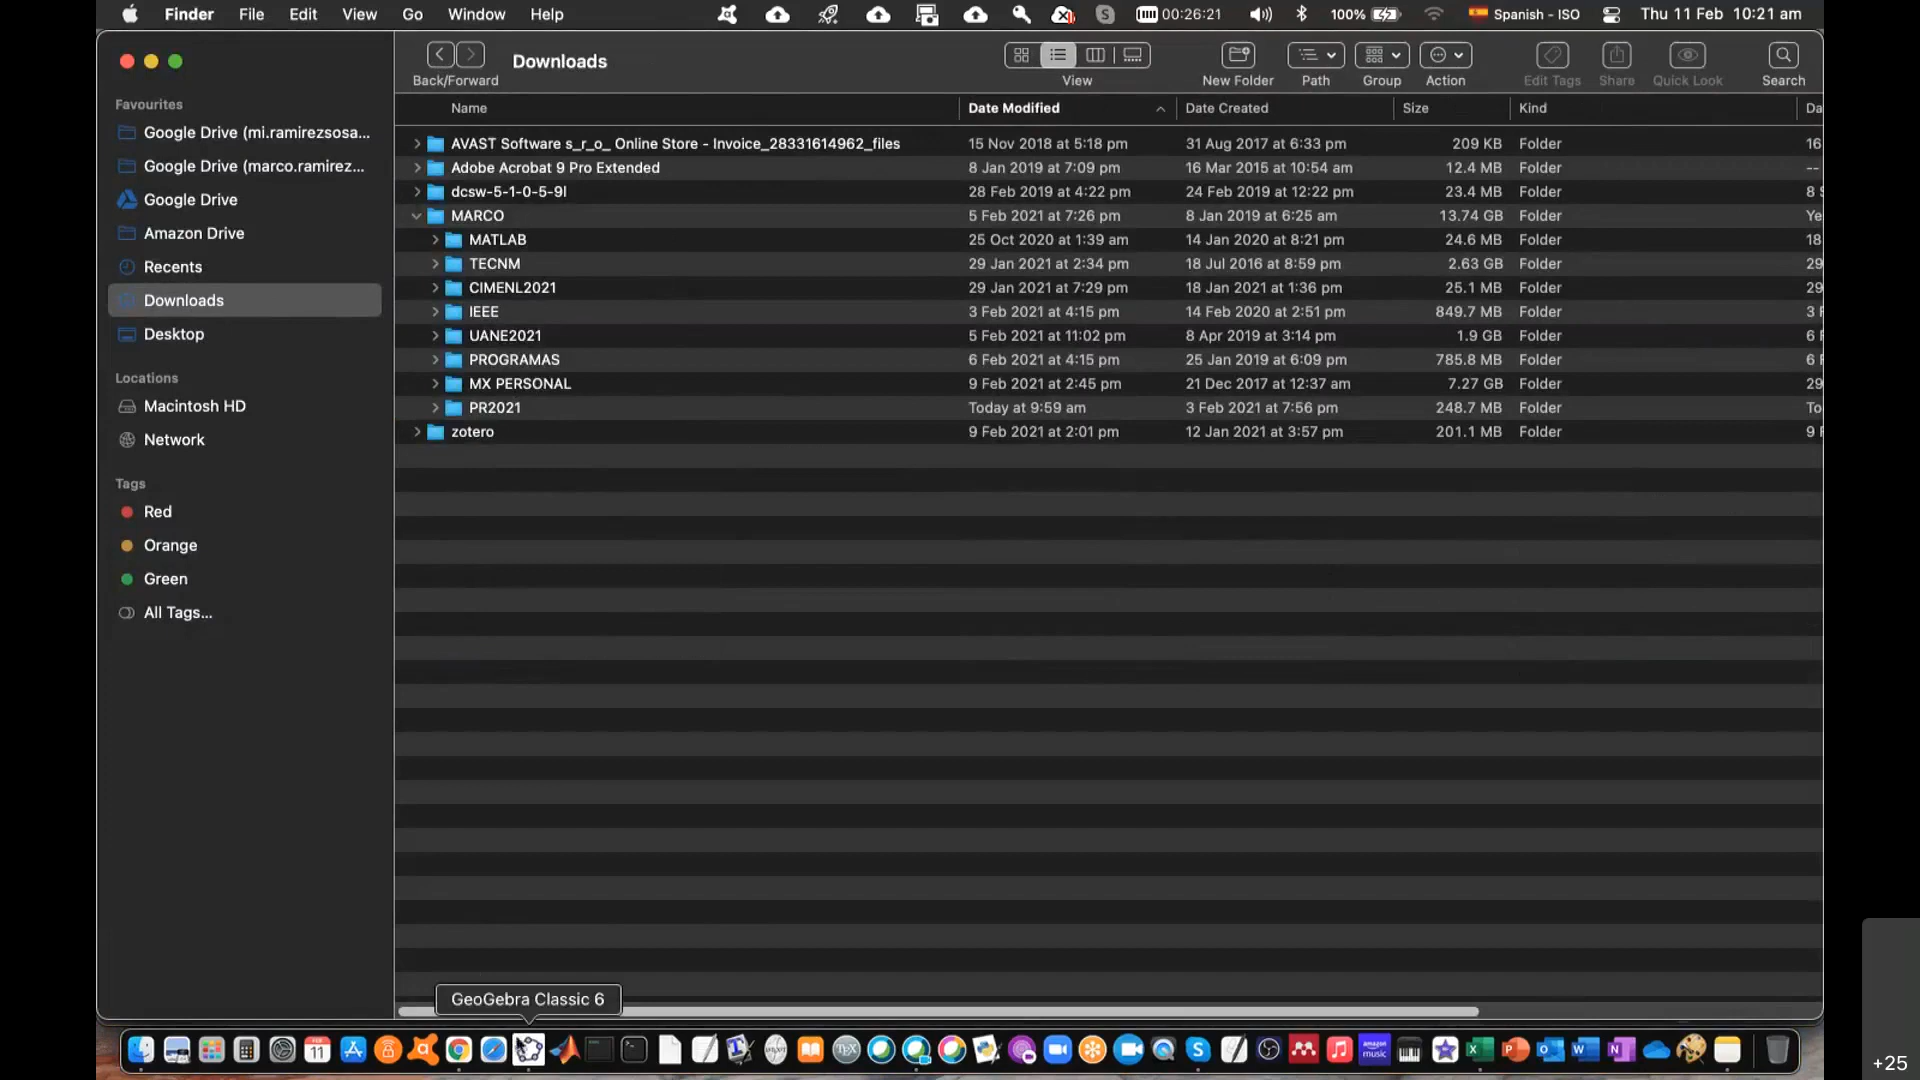 Finder File Edit View Go Window Help 00:26:21 100% Spanish - ISO Thu 11 Feb 10:21 am
Back/Forward Downloads View New Folder Path Group Action Edit Tags Share Quick Look Search
Favourites
Google Drive (mi.ramirezsosa...
Google Drive (marco.ramirez...
Google Drive
Amazon Drive
Recents
Downloads
Desktop
Locations
Macintosh HD
Network
Tags
Red
Orange
Green
All Tags...
Name Date Modified Date Created Size Kind Da
AVAST Software s_r_o_ Online Store - Invoice_28331614962_files 15 Nov 2018 at 5:18 pm 31 Aug 2017 at 6:33 pm 209 KB Folder 16
Adobe Acrobat 9 Pro Extended 8 Jan 2019 at 7:09 pm 16 Mar 2015 at 10:54 am 12.4 MB Folder --
dcsw-5-1-0-5-9l 28 Feb 2019 at 4:22 pm 24 Feb 2019 at 12:22 pm 23.4 MB Folder 8
MARCO 5 Feb 2021 at 7:26 pm 8 Jan 2019 at 6:25 am 13.74 GB Folder Ye
MATLAB 25 Oct 2020 at 1:39 am 14 Jan 2020 at 8:21 pm 24.6 MB Folder 18
TECNM 29 Jan 2021 at 2:34 pm 18 Jul 2016 at 8:59 pm 2.63 GB Folder 29
CIMENL2021 29 Jan 2021 at 7:29 pm 18 Jan 2021 at 1:36 pm 25.1 MB Folder 29
IEEE 3 Feb 2021 at 4:15 pm 14 Feb 2020 at 2:51 pm 849.7 MB Folder 3
UANE2021 5 Feb 2021 at 11:02 pm 8 Apr 2019 at 3:14 pm 1.9 GB Folder 6
PROGRAMAS 6 Feb 2021 at 4:15 pm 25 Jan 2019 at 6:09 pm 785.8 MB Folder 6
MX PERSONAL 9 Feb 2021 at 2:45 pm 21 Dec 2017 at 12:37 am 7.27 GB Folder 29
PR2021 Today at 9:59 am 3 Feb 2021 at 7:56 pm 248.7 MB Folder To
zotero 9 Feb 2021 at 2:01 pm 12 Jan 2021 at 3:57 pm 201.1 MB Folder 9
GeoGebra Classic 6
+25